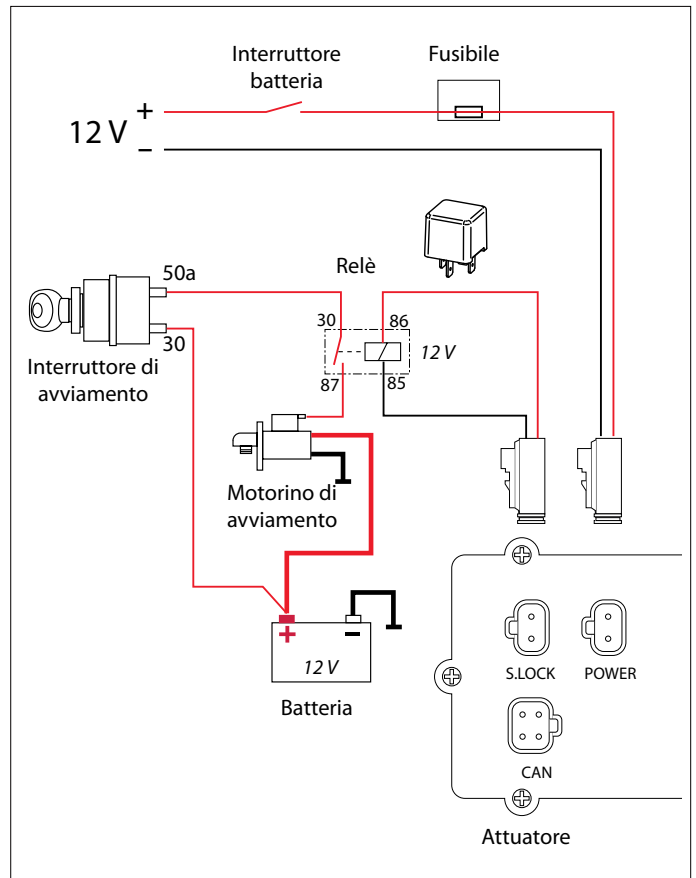 Interruttore
batteria
Fusibile
+
12 V
–
50a
30
Interruttore di
avviamento
Relè
30
86
12 V
87
85
Motorino di
avviamento
+
–
12 V
Batteria
S.LOCK
POWER
CAN
Attuatore